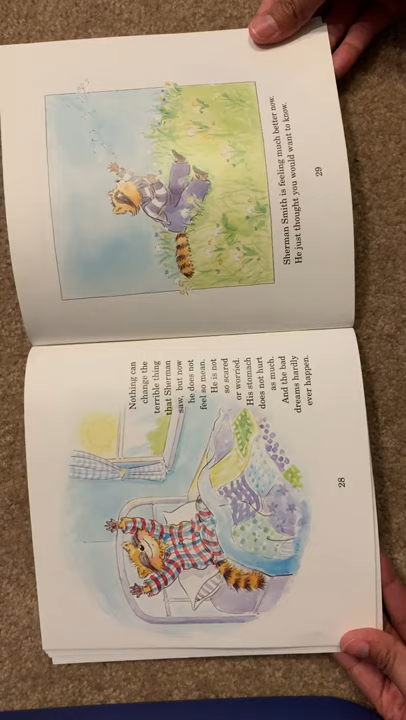 Nothing can
change the
terrible thing
that Sherman
saw, but now
he does not
feel so mean.
He is not
so scared
or worried.
His stomach
does not hurt
as much.
And the bad
dreams hardly
ever happen.
28
Sherman Smith is feeling much better now.
He just thought you would want to know.
29